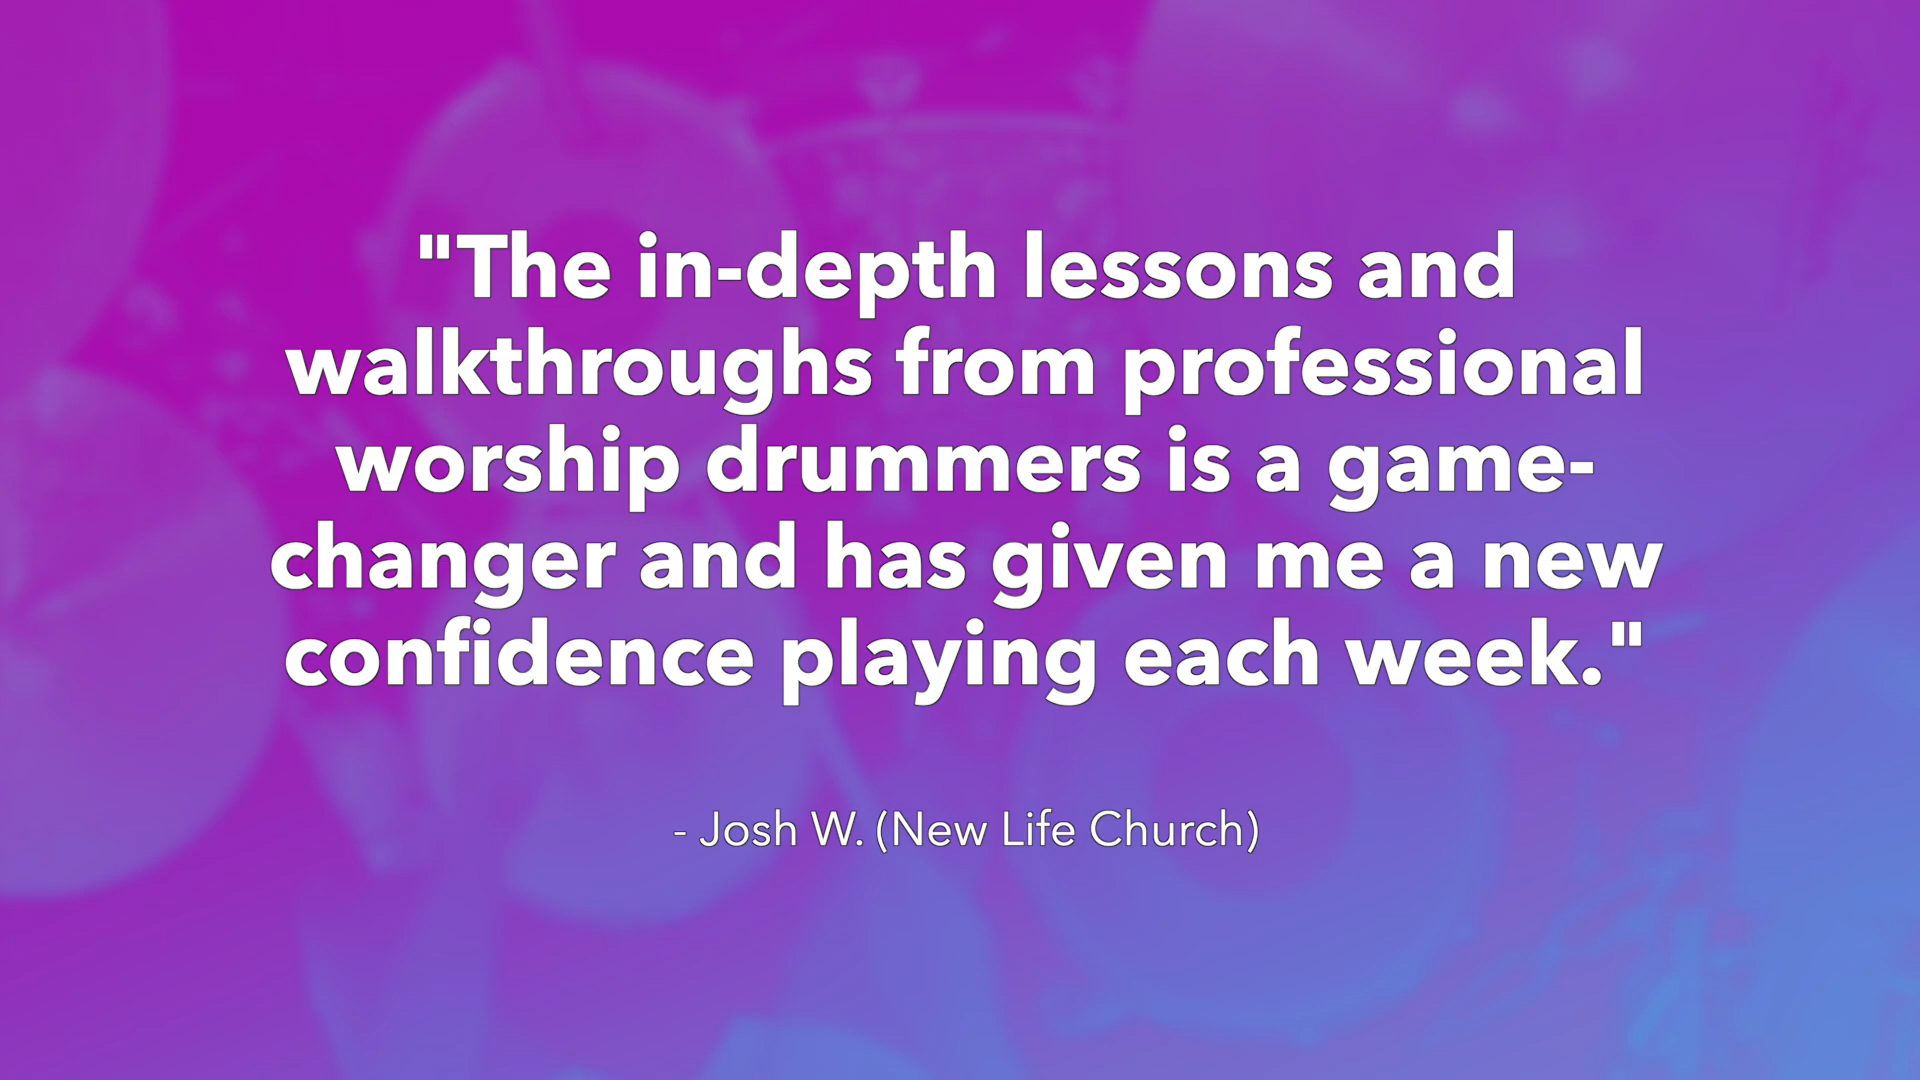 "The in-depth lessons and
walkthroughs from professional
worship drummers is a game-
changer and has given me a new
confidence playing each week."
- Josh W. (New Life Church)